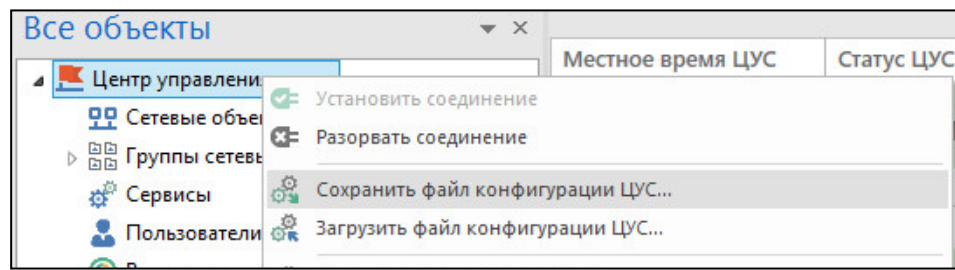 Все объекты
Местное время ЦУС
Статус ЦУС
Центр управлени
Установить соединение
Сетевые объе
Разорвать соединение
Группы сетевь
Сохранить файл конфигурации ЦУС...
Сервисы
Загрузить файл конфигурации ЦУС...
Пользователи